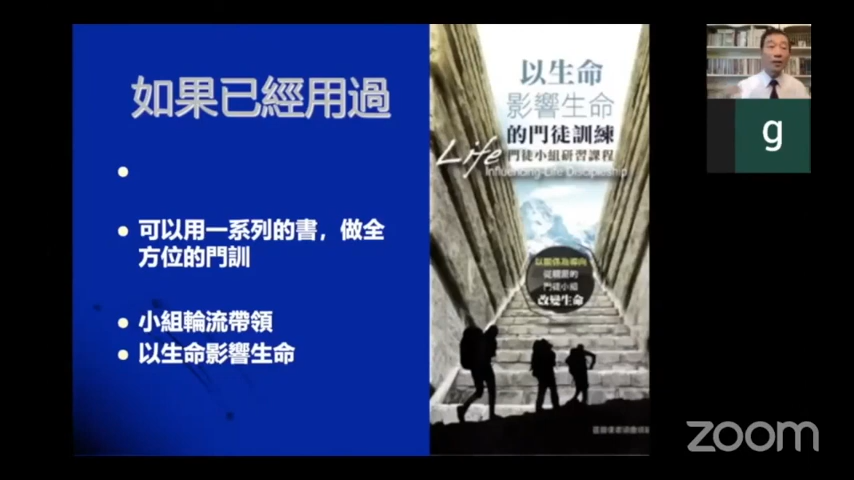 如果已經用過
可以用一系列的書，做全
方位的門訓
小組輪流帶領
以生命影響生命
以生命
影響生命
的門徒訓練
Life
門徒小組研習課程
Influencing-Life Discipleship
以關係為導向
從親密的
門徒小組
改變生命
g
zoom